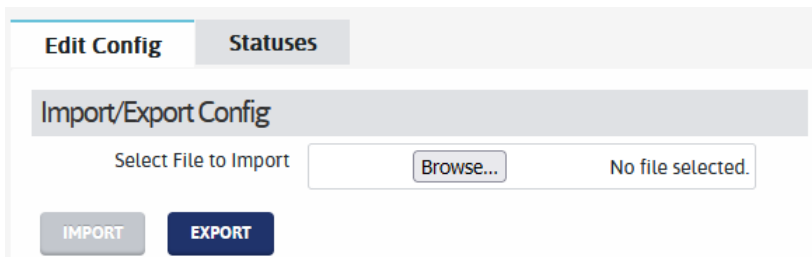 Edit Config Statuses
Import/Export Config
Select File to Import Browse... No file selected.
IMPORT EXPORT